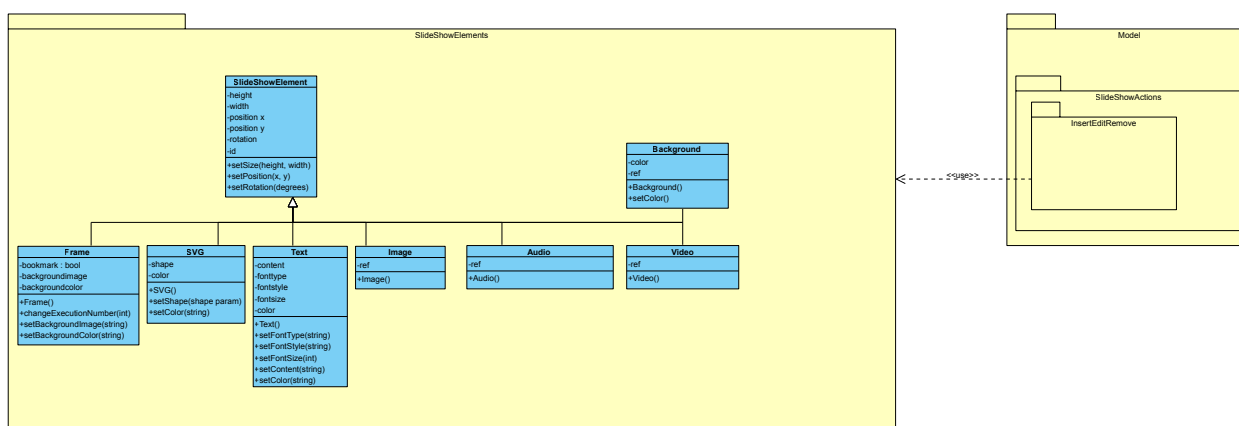 SlideShowElements
SlideShowElement
-height
-width
-position x
-position y
-rotation
-id
+setSize(height, width)
+setPosition(x, y)
+setRotation(degrees)
Background
-color
-ref
+Background()
+setColor()
Frame
-bookmark : bool
-backgroundimage
-backgroundcolor
+Frame()
+changeExecutionNumber(int)
+setBackgroundImage(string)
+setBackgroundColor(string)
SVG
-shape
-color
+SVG()
+setShape(shape param)
+setColor(string)
Text
-content
-fonttype
-fontstyle
-fontsize
-color
+Text()
+setFontType(string)
+setFontStyle(string)
+setFontSize(int)
+setContent(string)
+setColor(string)
Image
-ref
+Image()
Audio
-ref
+Audio()
Video
-ref
+Video()
<<use>>
Model
SlideShowActions
InsertEditRemove